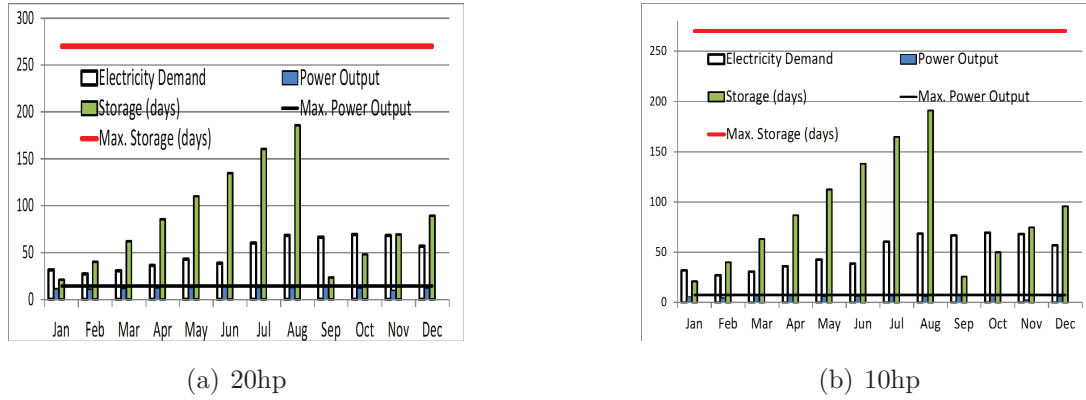 300
250
200
150
100
50
0
Electricity Demand
Power Output
Storage (days)
Max. Power Output
Max. Storage (days)
Jan Feb Mar Apr May Jun Jul Aug Sep Oct Nov Dec
(a) 20hp
250
200
150
100
50
0
Electricity Demand
Power Output
Storage (days)
Max. Power Output
Max. Storage (days)
Jan Feb Mar Apr May Jun Jul Aug Sep Oct Nov Dec
(b) 10hp